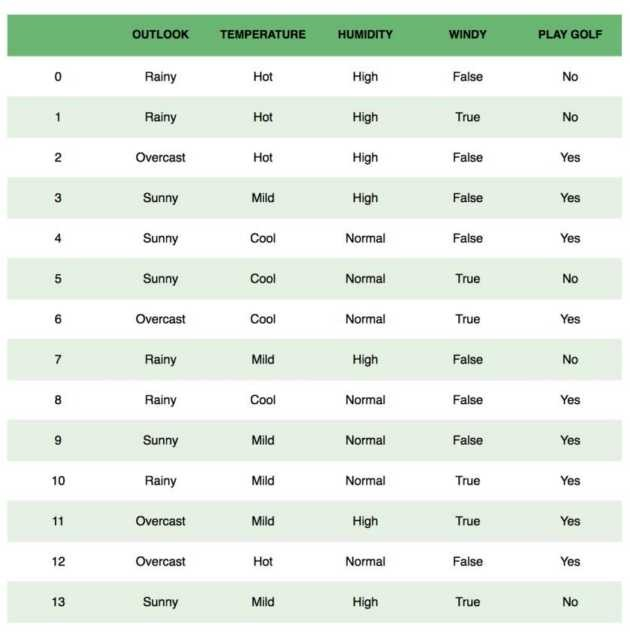 OUTLOOK TEMPERATURE HUMIDITY WINDY PLAY GOLF
0 Rainy Hot High False No
1 Rainy Hot High True No
2 Overcast Hot High False Yes
3 Sunny Mild High False Yes
4 Sunny Cool Normal False Yes
5 Sunny Cool Normal True No
6 Overcast Cool Normal True Yes
7 Rainy Mild High False No
8 Rainy Cool Normal False Yes
9 Sunny Mild Normal False Yes
10 Rainy Mild Normal True Yes
11 Overcast Mild High True Yes
12 Overcast Hot Normal False Yes
13 Sunny Mild High True No